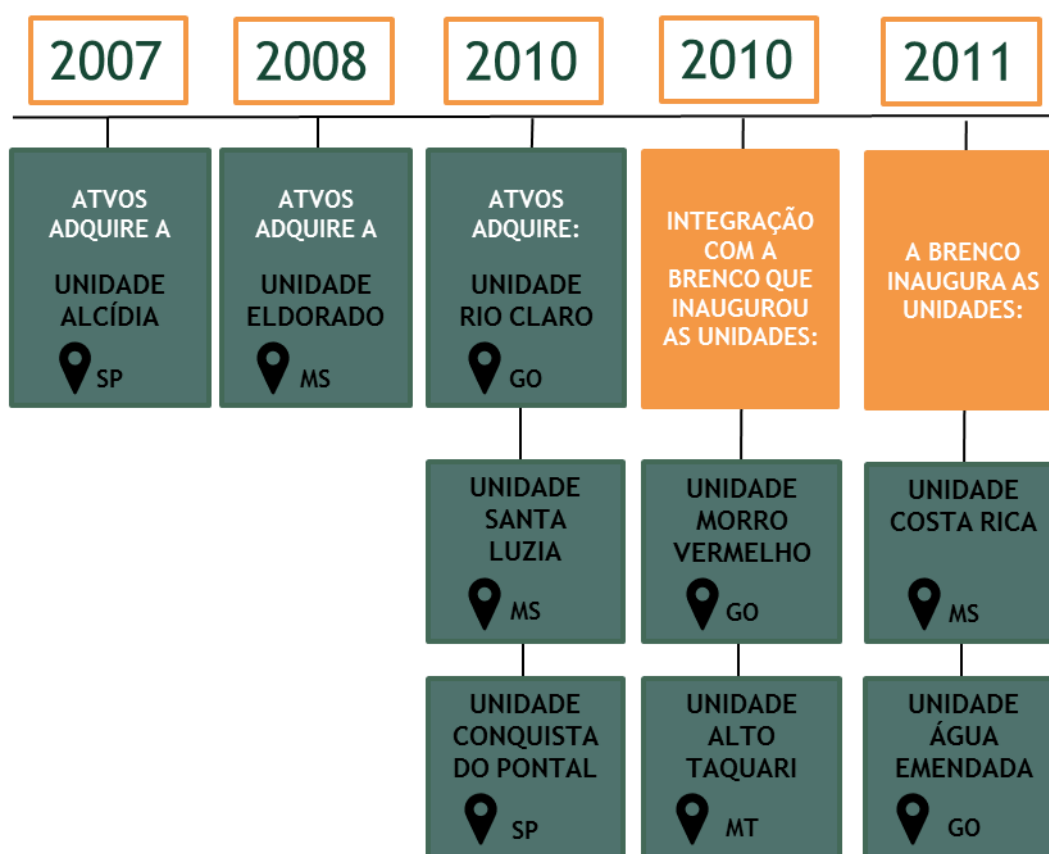 2007
ATVOS
ADQUIRE A
UNIDADE
ALCÍDIA
SP
2008
ATVOS
ADQUIRE A
UNIDADE
ELDORADO
MS
2010
ATVOS
ADQUIRE:
UNIDADE
RIO CLARO
GO
UNIDADE
SANTA
LUZIA
MS
UNIDADE
CONQUISTA
DO PONTAL
SP
2010
INTEGRAÇÃO
COM A
BRENCO QUE
INAUGUROU
AS UNIDADES:
UNIDADE
MORRO
VERMELHO
GO
UNIDADE
ALTO
TAQUARI
MT
2011
A BRENCO
INAUGURA AS
UNIDADES:
UNIDADE
COSTA RICA
MS
UNIDADE
ÁGUA
EMENDADA
GO